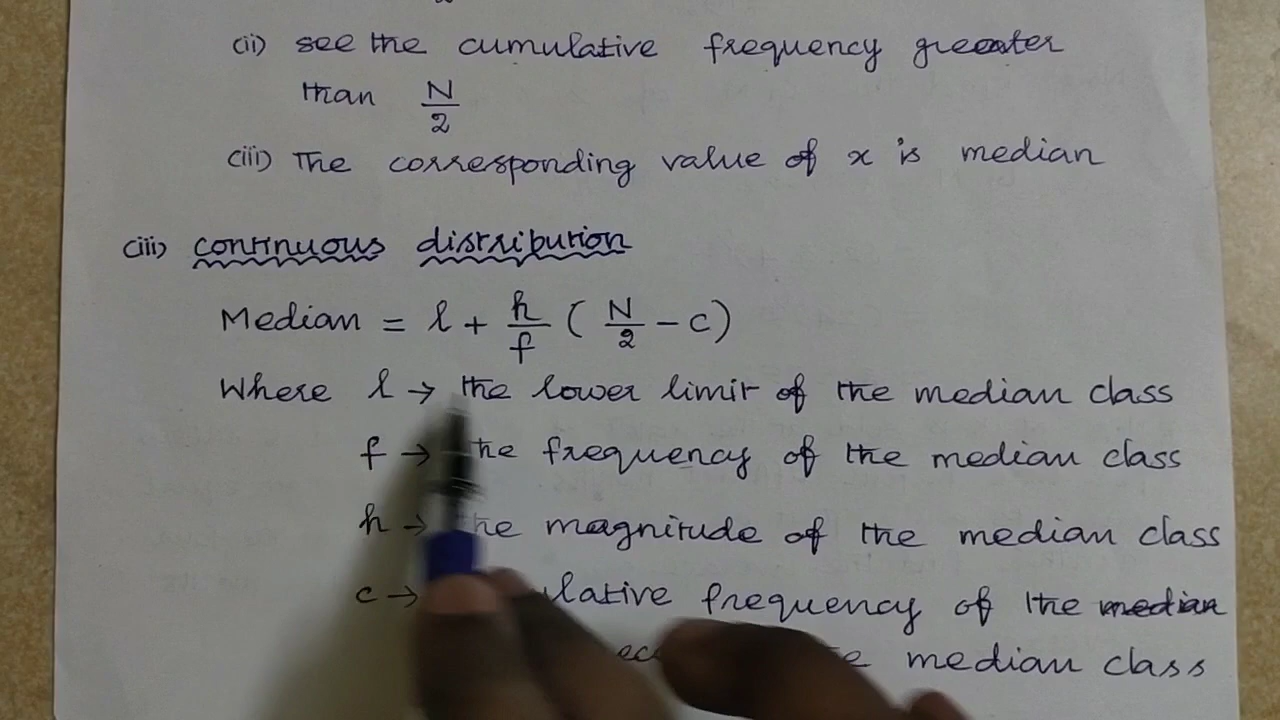 (ii) see the cumulative frequency greater
than N/2
(iii) The corresponding value of x is median
(iii) continuous distribution
Median = l + h/f ( N/2 - c )
Where l → the lower limit of the median class
f → the frequency of the median class
h → the magnitude of the median class
c → frequency of the median
median class